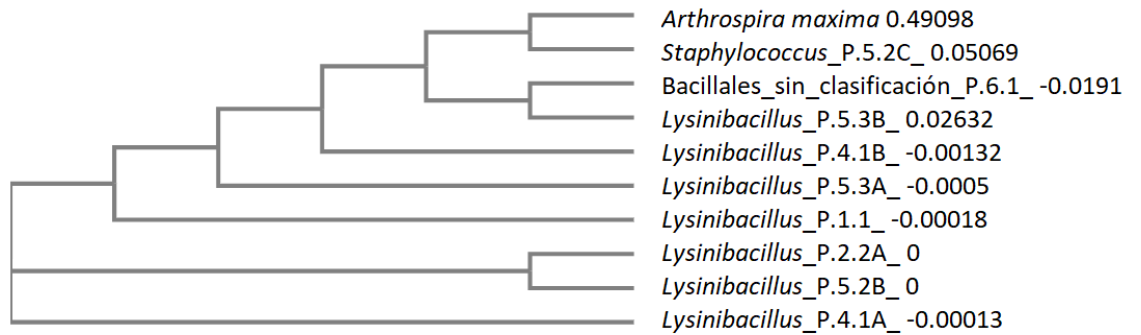 Arthrospira maxima 0.49098
Staphylococcus_P.5.2C_ 0.05069
Bacillales_sin_clasificación_P.6.1_ -0.0191
Lysinibacillus_P.5.3B_ 0.02632
Lysinibacillus_P.4.1B_ -0.00132
Lysinibacillus_P.5.3A_ -0.0005
Lysinibacillus_P.1.1_ -0.00018
Lysinibacillus_P.2.2A_ 0
Lysinibacillus_P.5.2B_ 0
Lysinibacillus_P.4.1A_ -0.00013